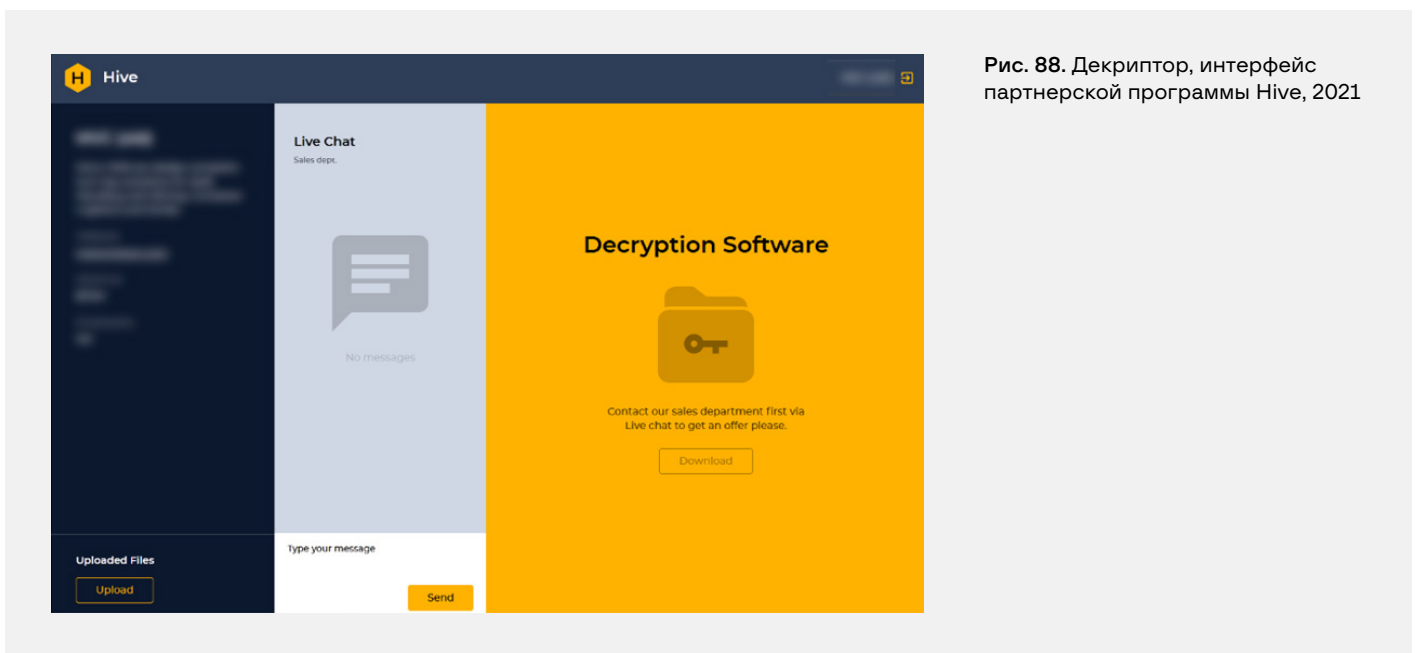 Hive
Live Chat
Sales dept.
No messages
Type your message
Send
Uploaded Files
Upload
Decryption Software
Contact our sales department first via
Live chat to get an offer please.
Download
Рис. 88. Декриптор, интерфейс
партнерской программы Hive, 2021